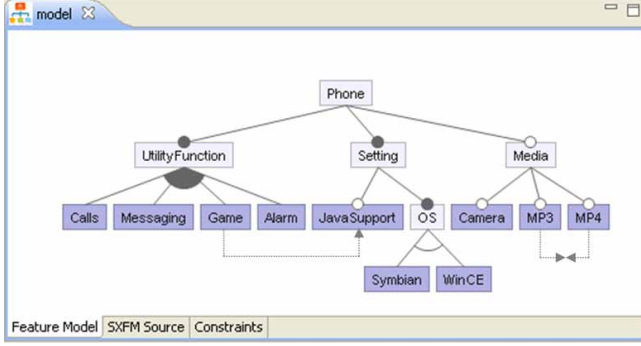 model
Phone
UtilityFunction Setting Media
Calls Messaging Game Alarm JavaSupport OS Camera MP3 MP4
Symbian WinCE
Feature Model SXFM Source Constraints